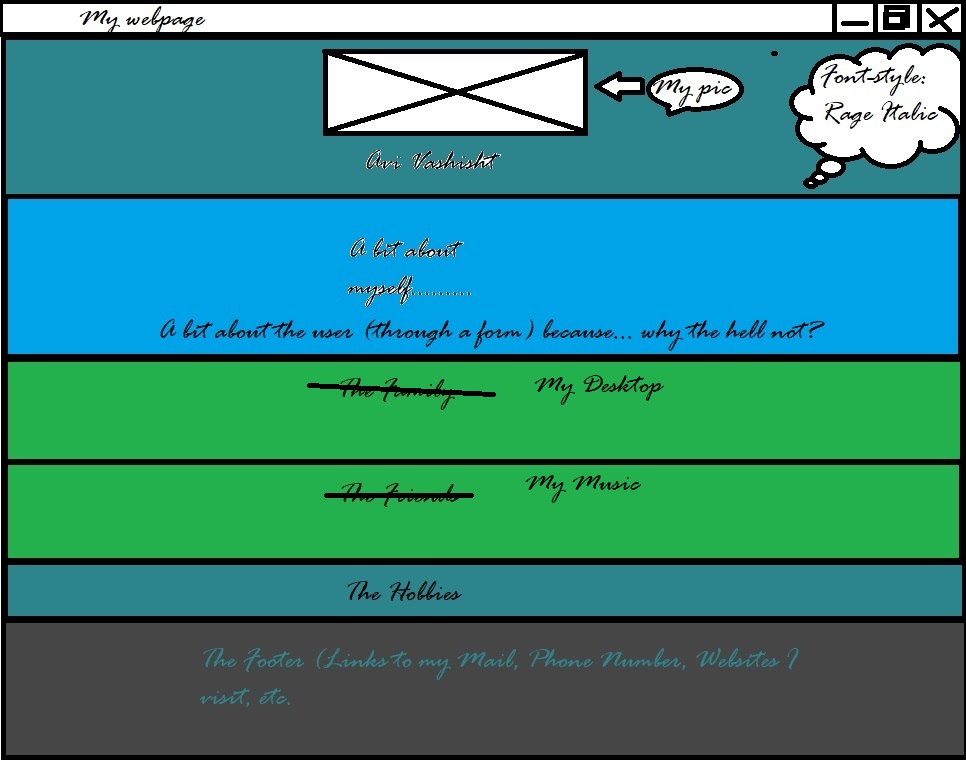 My webpage
Font-style:
Rage Italic
My pic
Avi Vashisht
A bit about
myself.........
A bit about the user (through a form) because... why the hell not?
The Family
My Desktop
The Friends
My Music
The Hobbies
The Footer (Links to my Mail, Phone Number, Websites I
visit, etc.